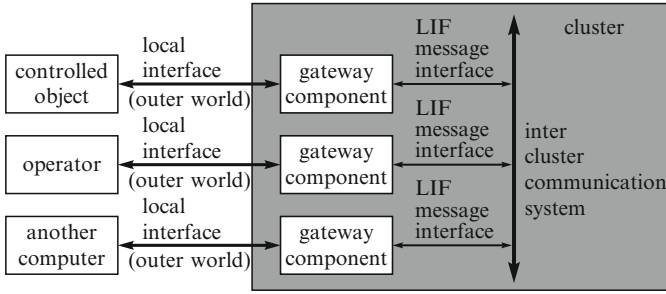 controlled
object
local
interface
(outer world)
gateway
component
LIF
message
interface
cluster
operator
local
interface
(outer world)
gateway
component
LIF
message
interface
inter
cluster
communication
system
another
computer
local
interface
(outer world)
gateway
component
LIF
message
interface